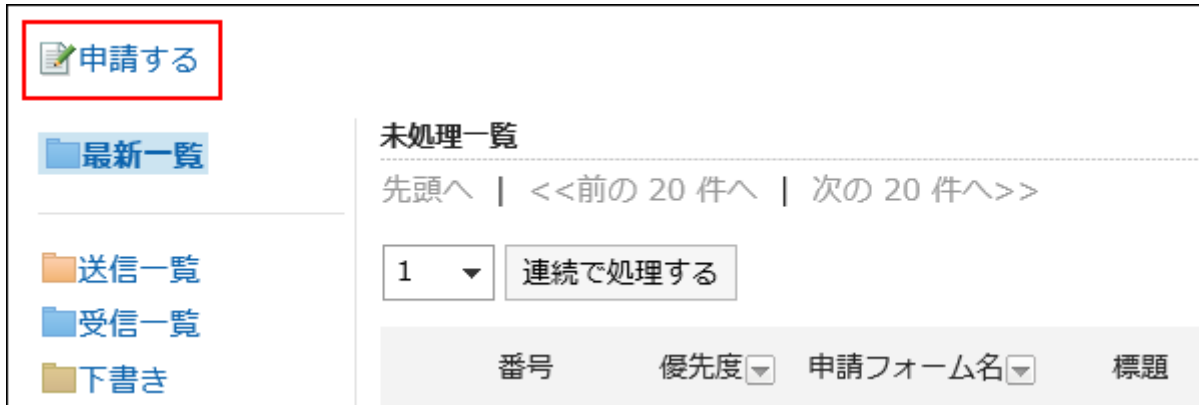 申請する
最新一覧
送信一覧
受信一覧
下書き
未処理一覧
先頭へ | <<前の 20 件へ | 次の 20 件へ>>
1 連続で処理する
番号 優先度 申請フォーム名 標題